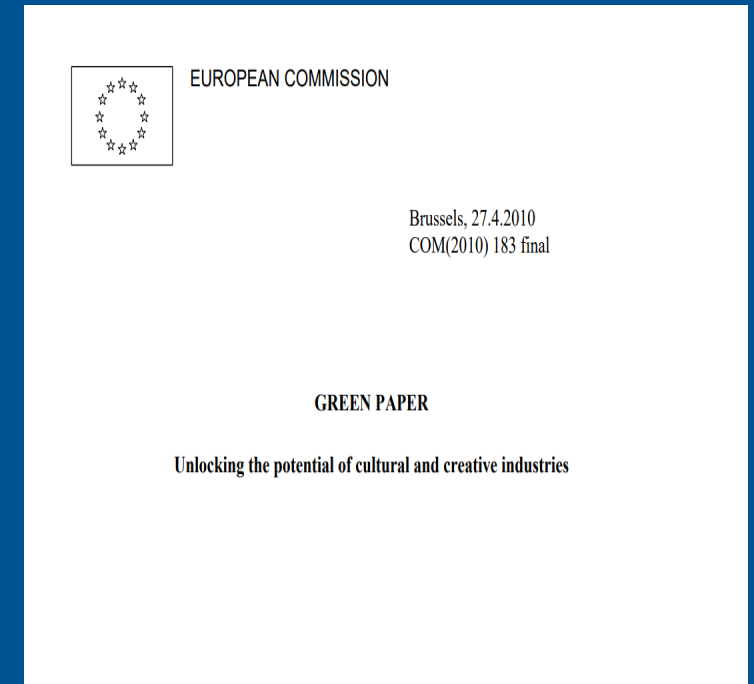 EUROPEAN COMMISSION
Brussels, 27.4.2010
COM(2010) 183 final
GREEN PAPER
Unlocking the potential of cultural and creative industries